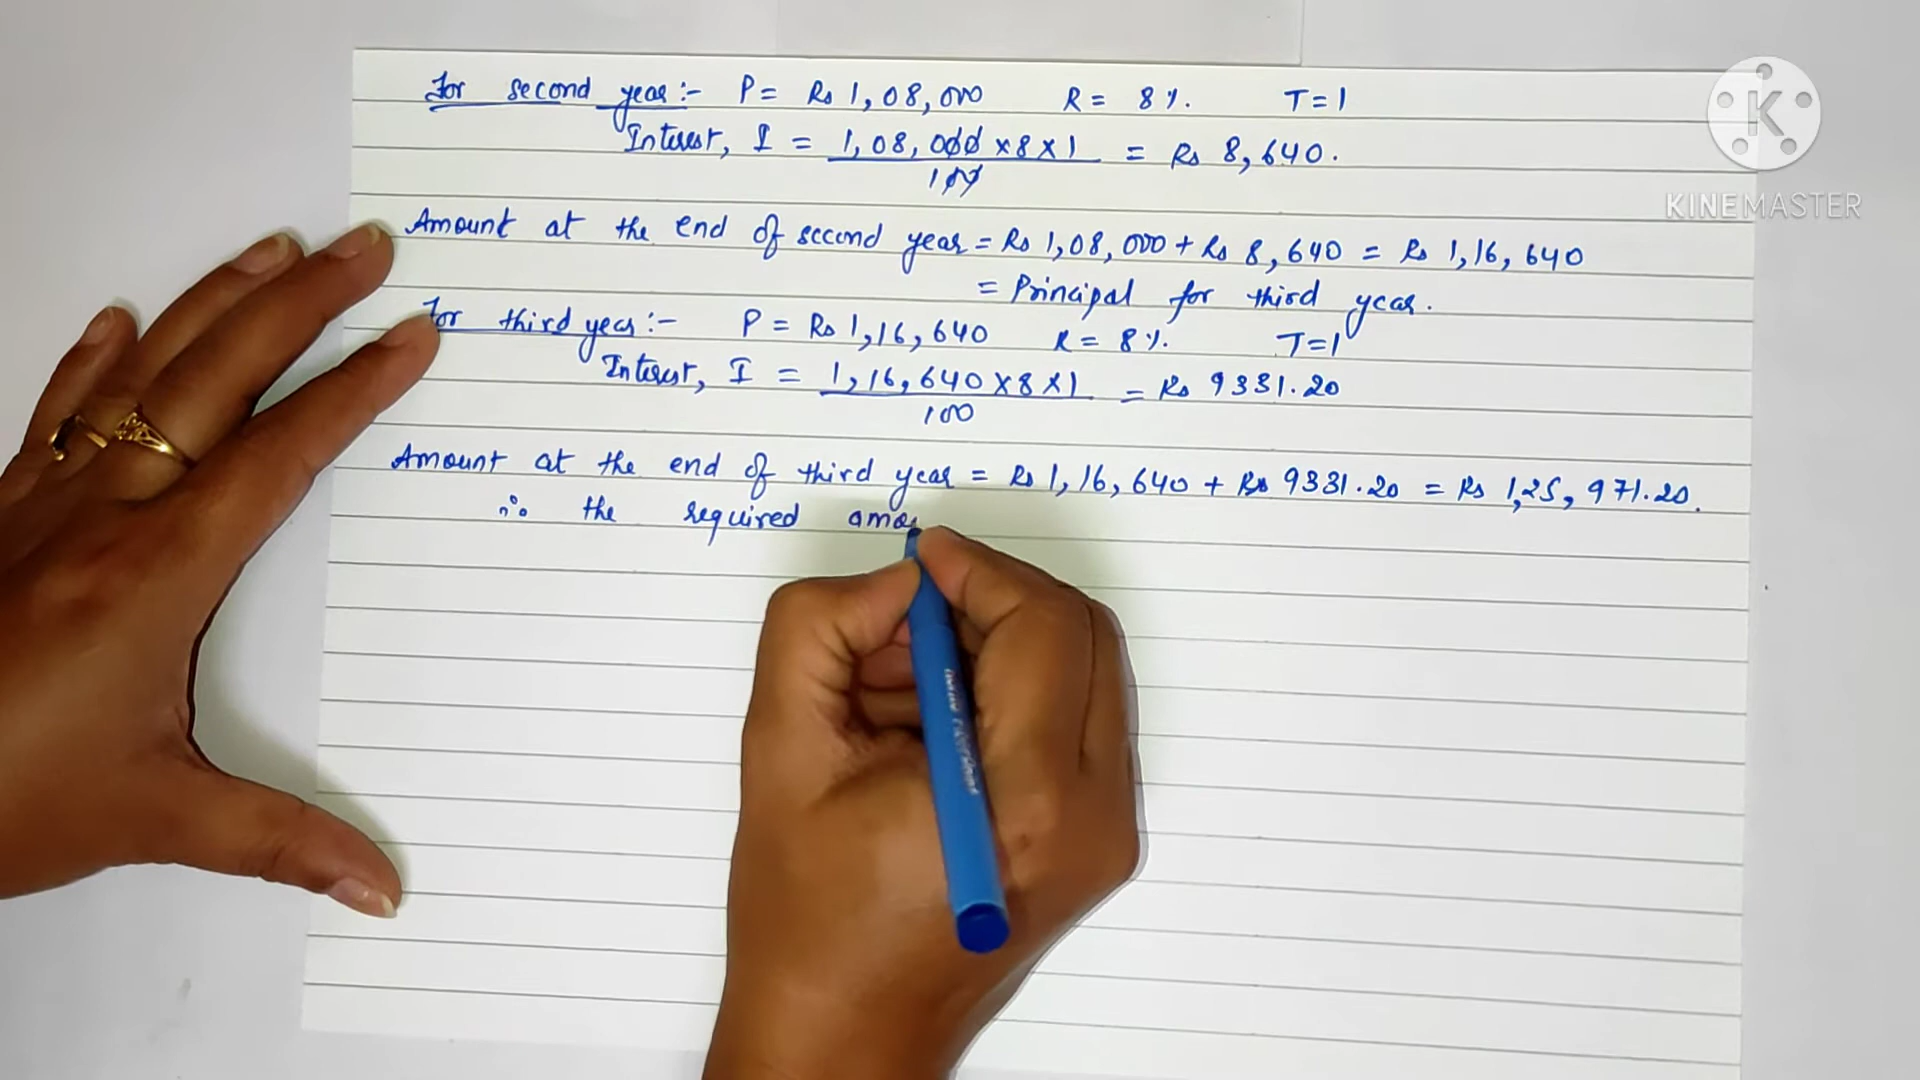 For second year:- P = Rs 1,08,000 R = 8%. T=1
Interest, I = 1,08,000 × 8 × 1 = Rs 8,640.
100
Amount at the end of second year = Rs 1,08,000 + Rs 8,640 = Rs 1,16,640
= Principal for third year.
For third year:- P = Rs 1,16,640 R = 8%. T=1
Interest, I = 1,16,640 × 8 × 1 = Rs 9331.20
100
Amount at the end of third year = Rs 1,16,640 + Rs 9331.20 = Rs 1,25,971.20.
∴ the required amo
K
KINEMASTER